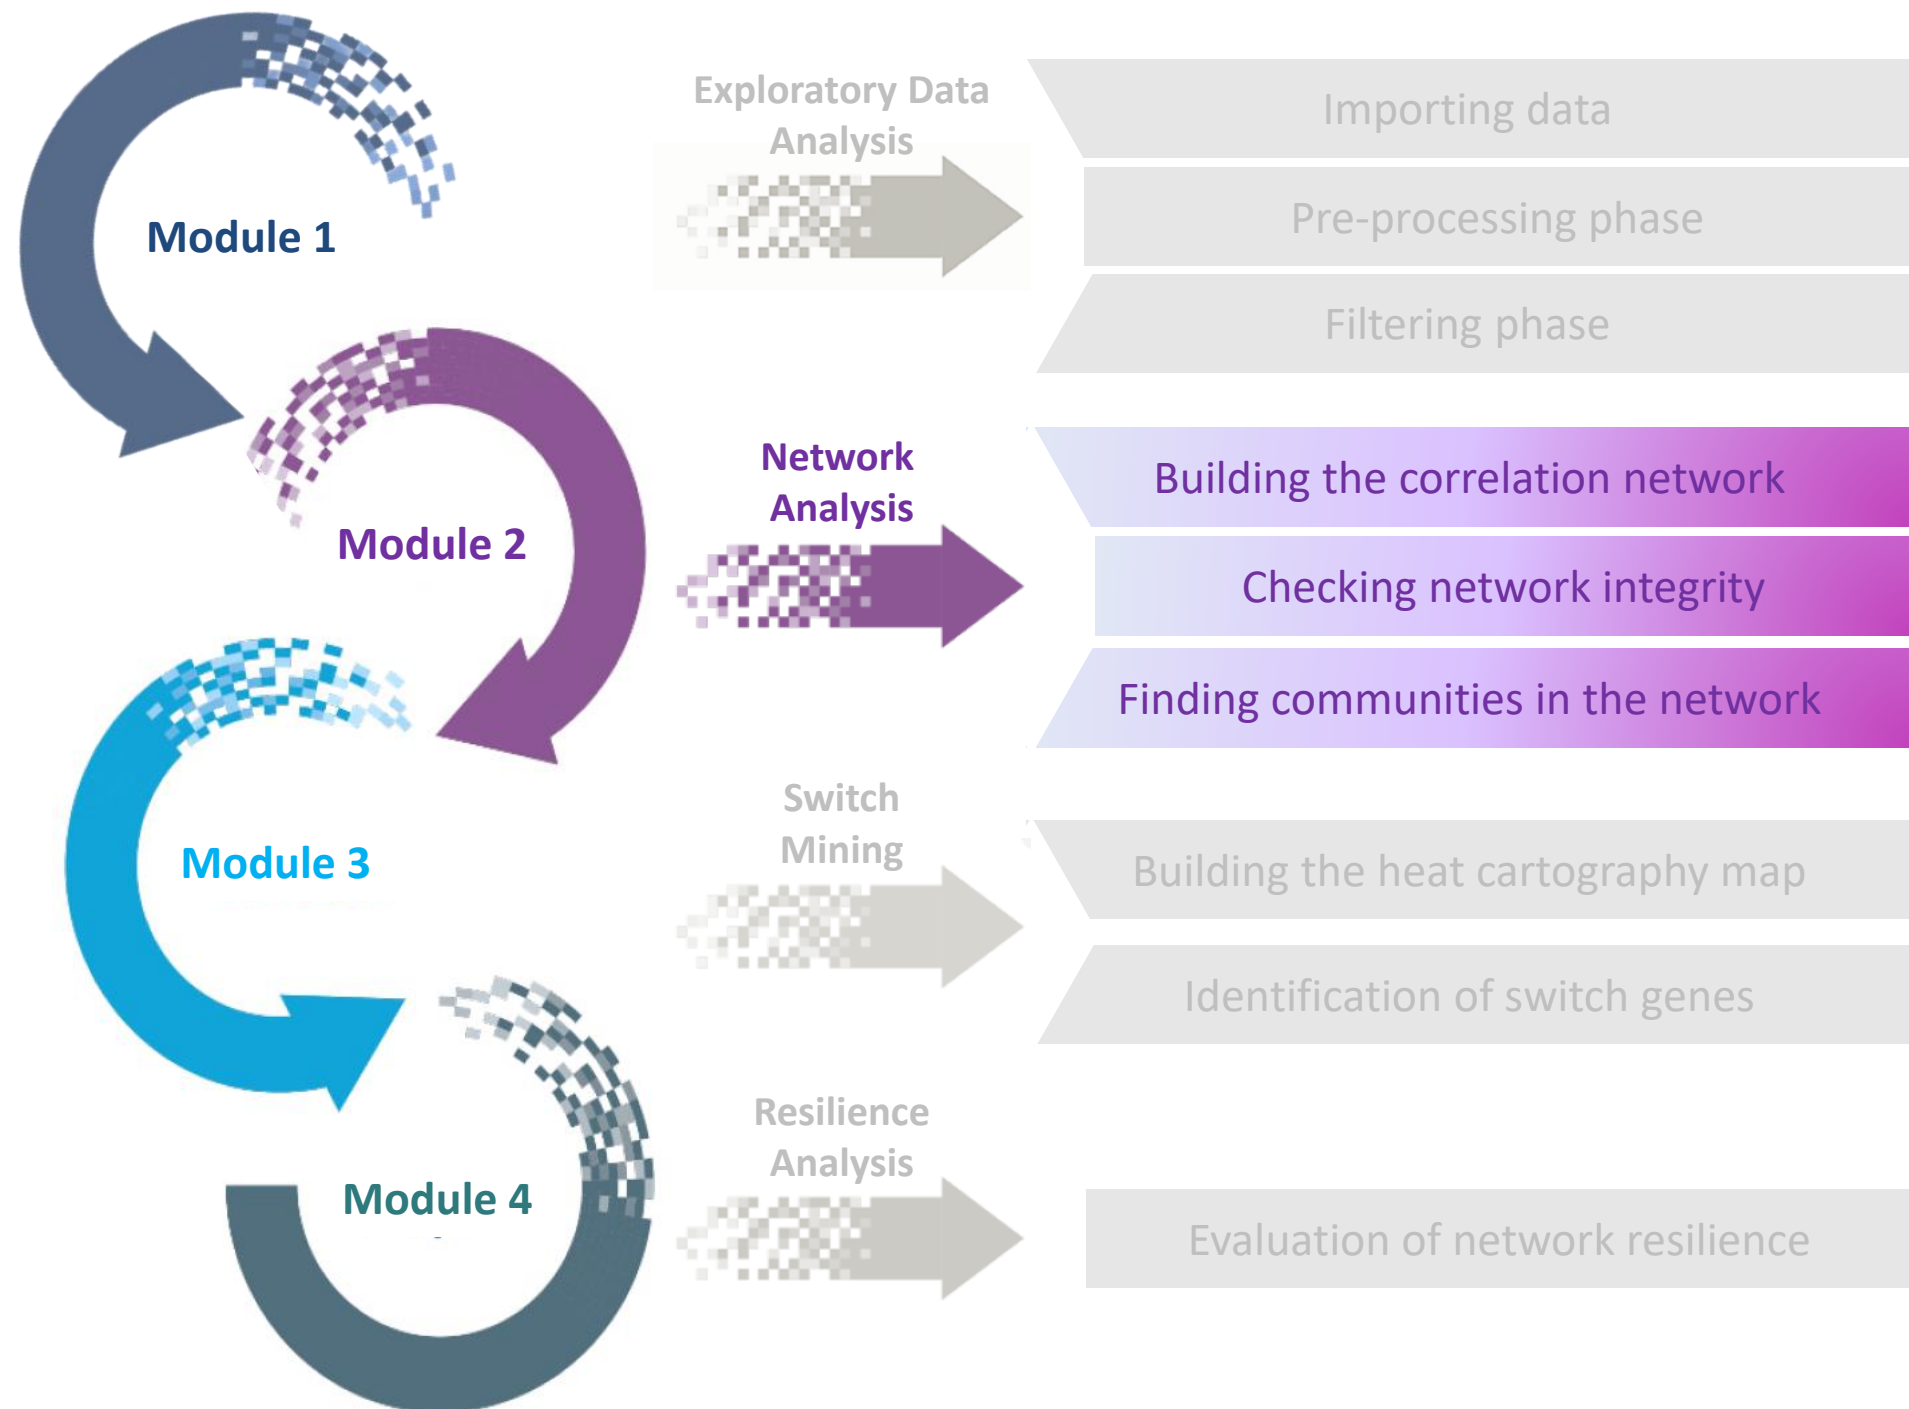 Module 1
Exploratory Data
Analysis
Importing data
Pre-processing phase
Filtering phase
Module 2
Network
Analysis
Building the correlation network
Checking network integrity
Finding communities in the network
Module 3
Switch
Mining
Building the heat cartography map
Identification of switch genes
Module 4
Resilience
Analysis
Evaluation of network resilience